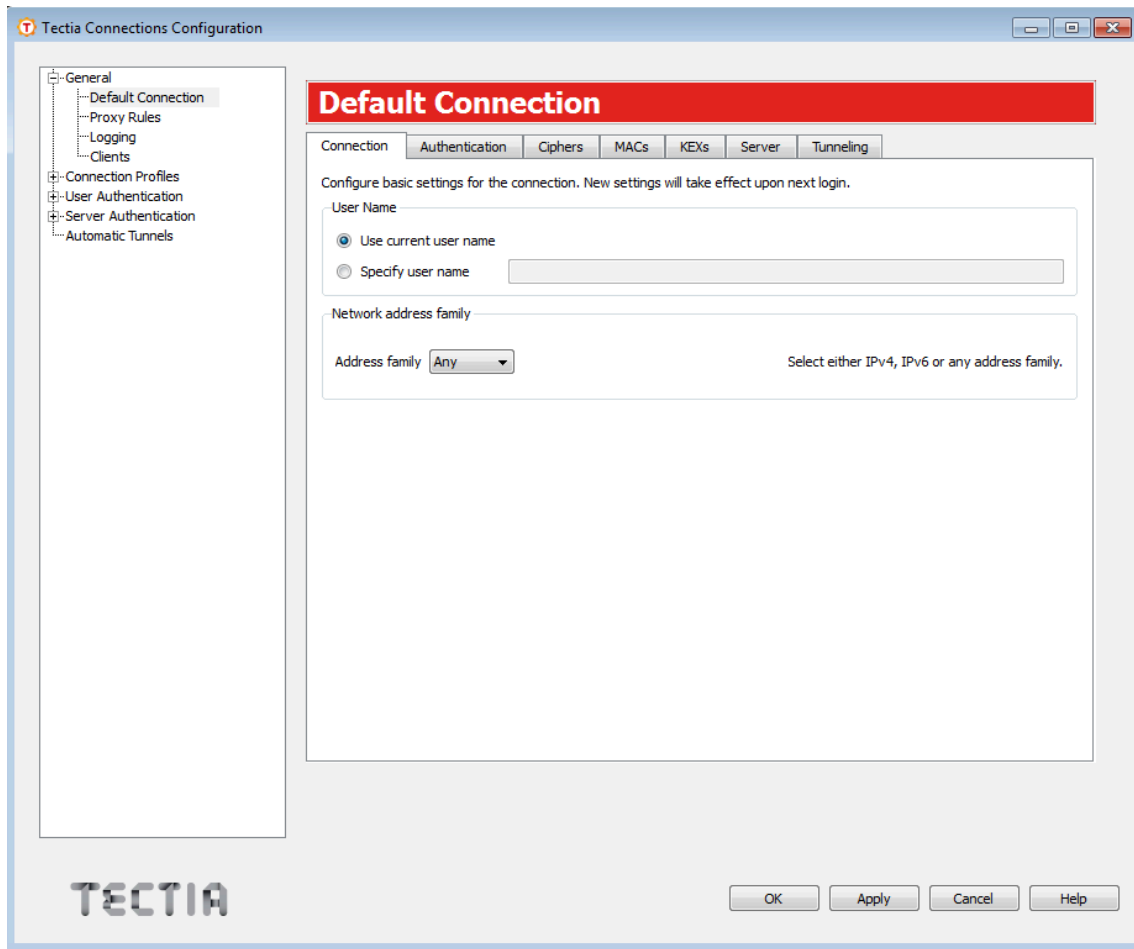 Tectia Connections Configuration
General
Default Connection
Proxy Rules
Logging
Clients
Connection Profiles
User Authentication
Server Authentication
Automatic Tunnels
Default Connection
Connection Authentication Ciphers MACs KEXs Server Tunneling
Configure basic settings for the connection. New settings will take effect upon next login.
User Name
Use current user name
Specify user name
Network address family
Address family Any Select either IPv4, IPv6 or any address family.
TECTIA
OK Apply Cancel Help